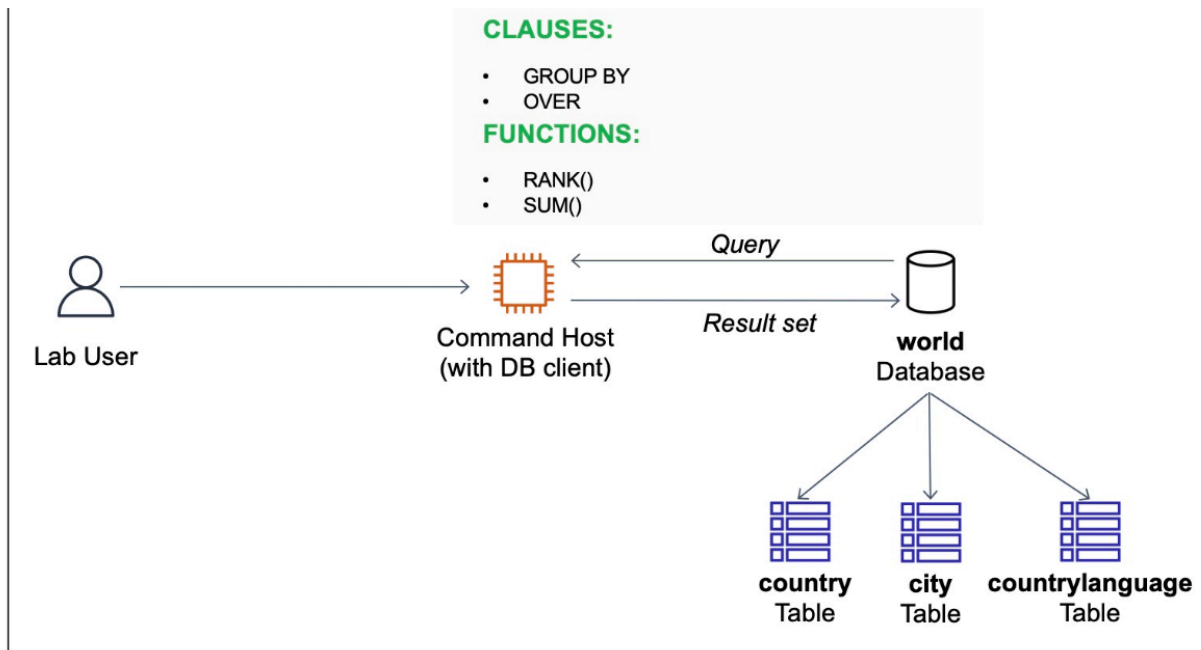 CLAUSES:
• GROUP BY
• OVER
FUNCTIONS:
• RANK()
• SUM()
Query
Result set
Lab User
Command Host
(with DB client)
world
Database
country
Table
city
Table
countrylanguage
Table